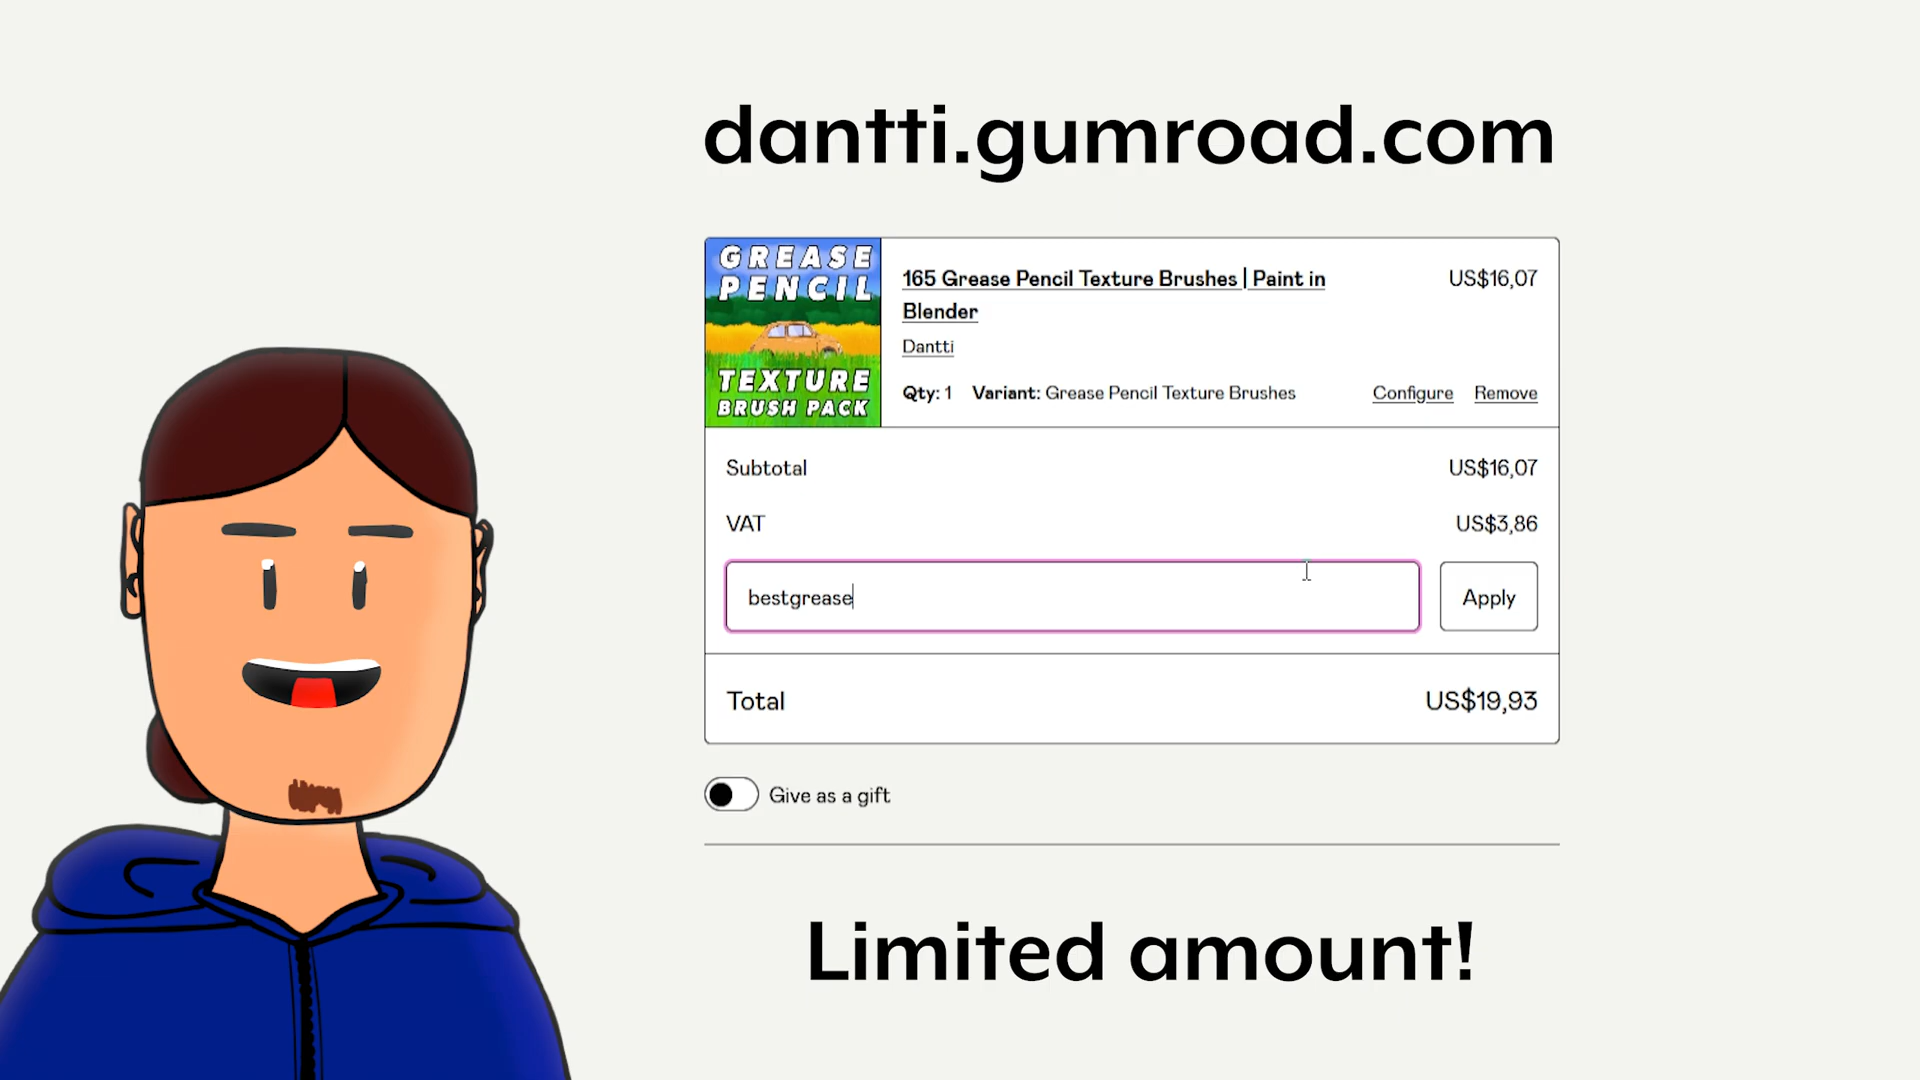 dantti.gumroad.com
GREASE
PENCIL
TEXTURE
BRUSH PACK
165 Grease Pencil Texture Brushes | Paint in
Blender
US$16,07
Dantti
Qty: 1 Variant: Grease Pencil Texture Brushes Configure Remove
Subtotal US$16,07
VAT US$3,86
bestgrease Apply
Total US$19,93
Give as a gift
Limited amount!